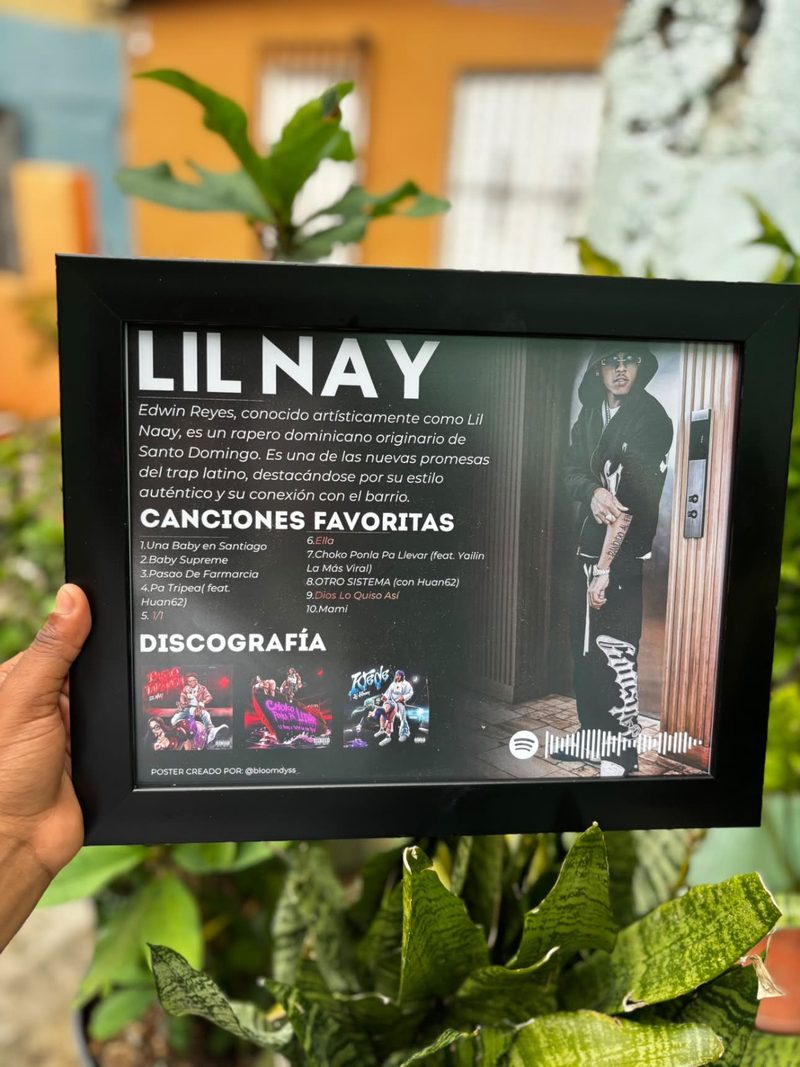 LIL NAY
Edwin Reyes, conocido artísticamente como Lil
Naay, es un rapero dominicano originario de
Santo Domingo. Es una de las nuevas promesas
del trap latino, destacándose por su estilo
auténtico y su conexión con el barrio.
CANCIONES FAVORITAS
1.Una Baby en Santiago
2.Baby Supreme
3.Pasao De Farmarcia
4.Pa Tripea( feat.
Huan62)
5. 1/1
6.Ella
7.Choko Ponla Pa Llevar (feat. Yailin
La Más Viral)
8.OTRO SISTEMA (con Huan62)
9.Dios Lo Quiso Así
10.Mami
DISCOGRAFÍA
POSTER CREADO POR: @bloomdyss_